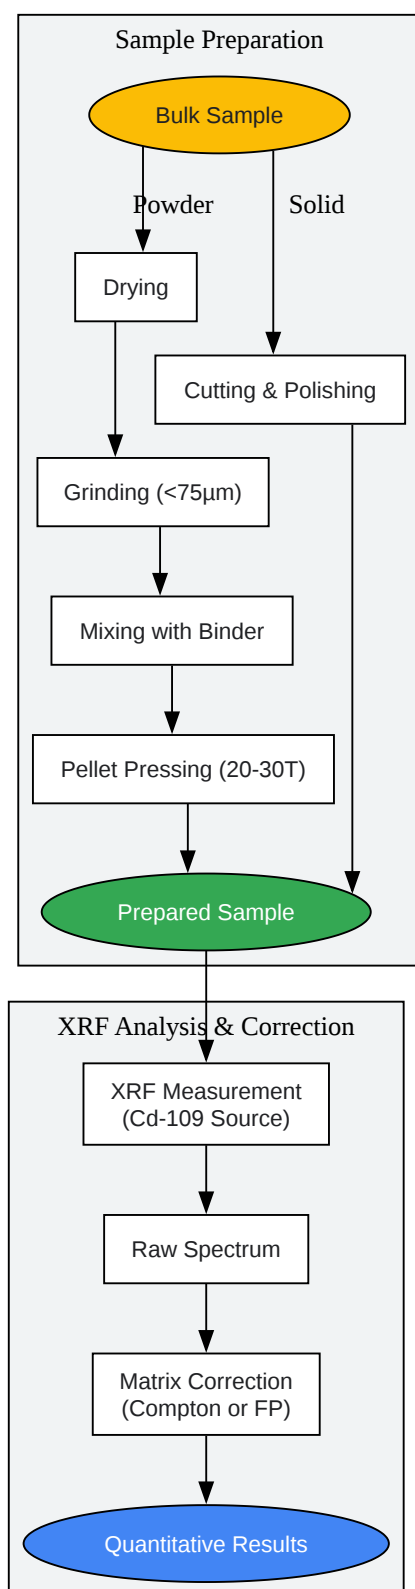 Sample Preparation
Bulk Sample
Powder
Solid
Drying
Cutting & Polishing
Grinding (<75µm)
Mixing with Binder
Pellet Pressing (20-30T)
Prepared Sample
XRF Analysis & Correction
XRF Measurement
(Cd-109 Source)
Raw Spectrum
Matrix Correction
(Compton or FP)
Quantitative Results